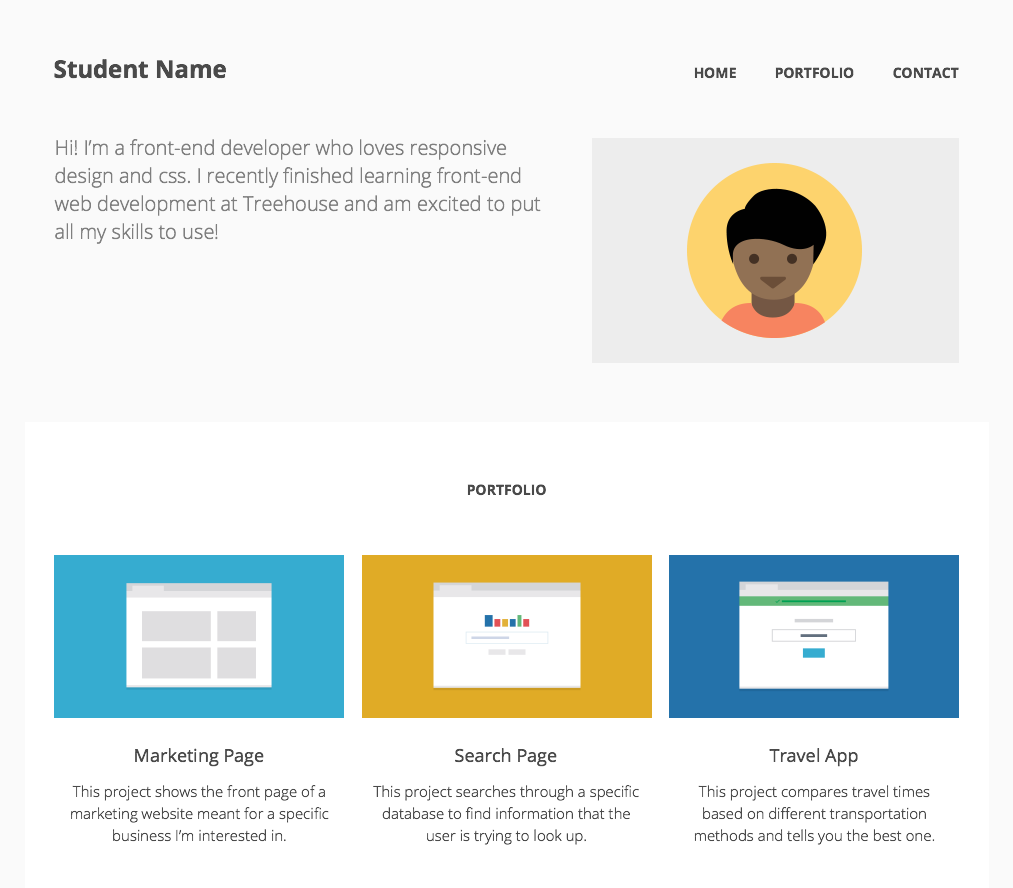 Student Name
HOME PORTFOLIO CONTACT
Hi! I’m a front-end developer who loves responsive
design and css. I recently finished learning front-end
web development at Treehouse and am excited to put
all my skills to use!
PORTFOLIO
Marketing Page
This project shows the front page of a
marketing website meant for a specific
business I’m interested in.
Search Page
This project searches through a specific
database to find information that the
user is trying to look up.
Travel App
This project compares travel times
based on different transportation
methods and tells you the best one.